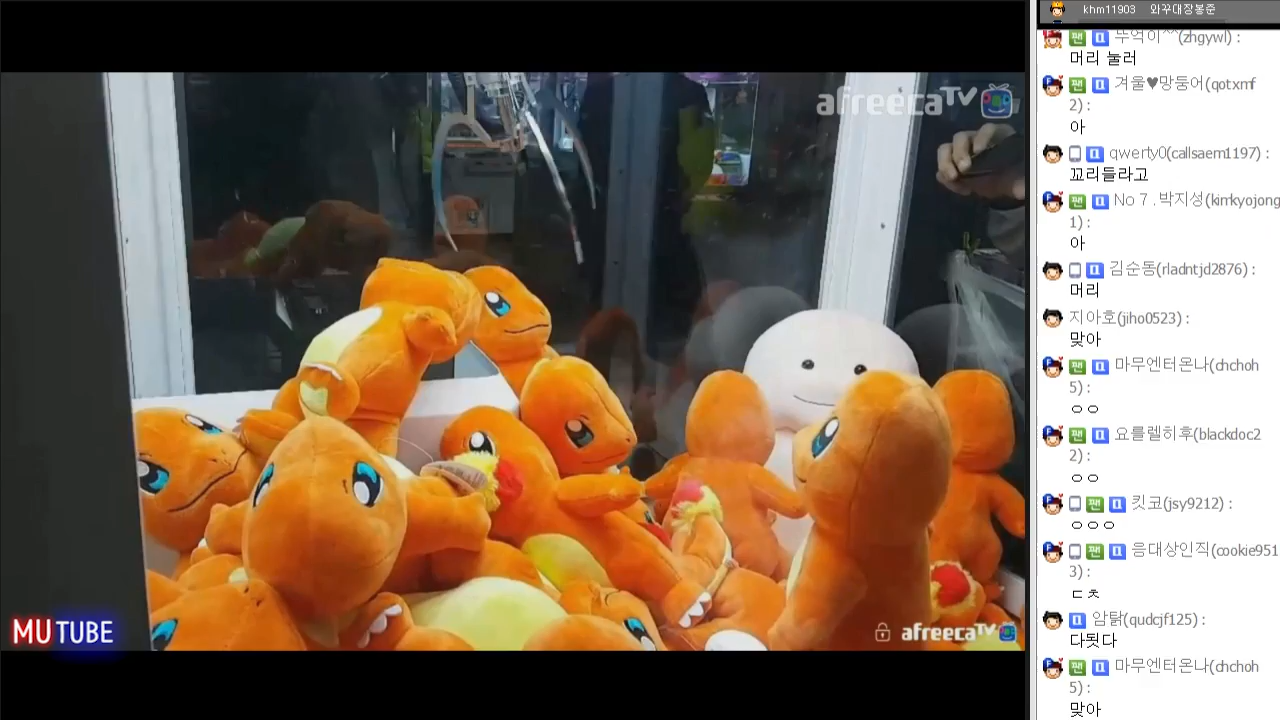 khm11903 와꾸대장봉준
afreecaTV
뚜억이^^(zhgywl) :
머리 눌러
겨울♥망둥어(qotxmf
2) :
아
qwerty0(callsaem1197) :
꼬리들라고
No 7 . 박지성(kirrkyojong
1) :
아
김순동(rladntjd2876) :
머리
지아호(jiho0523) :
맞아
마무엔터몬나(chchoh
5) :
ㅇㅇ
요를렐히후(blackdoc2
2) :
ㅇㅇ
킷코(jsy9212) :
ㅇㅇㅇ
응대상인직(cookie951
3) :
ㄷㅊ
암탉(qudcjf125) :
다됫다
마무엔터몬나(chchoh
5) :
맞아
MUTUBE
afreecaTV